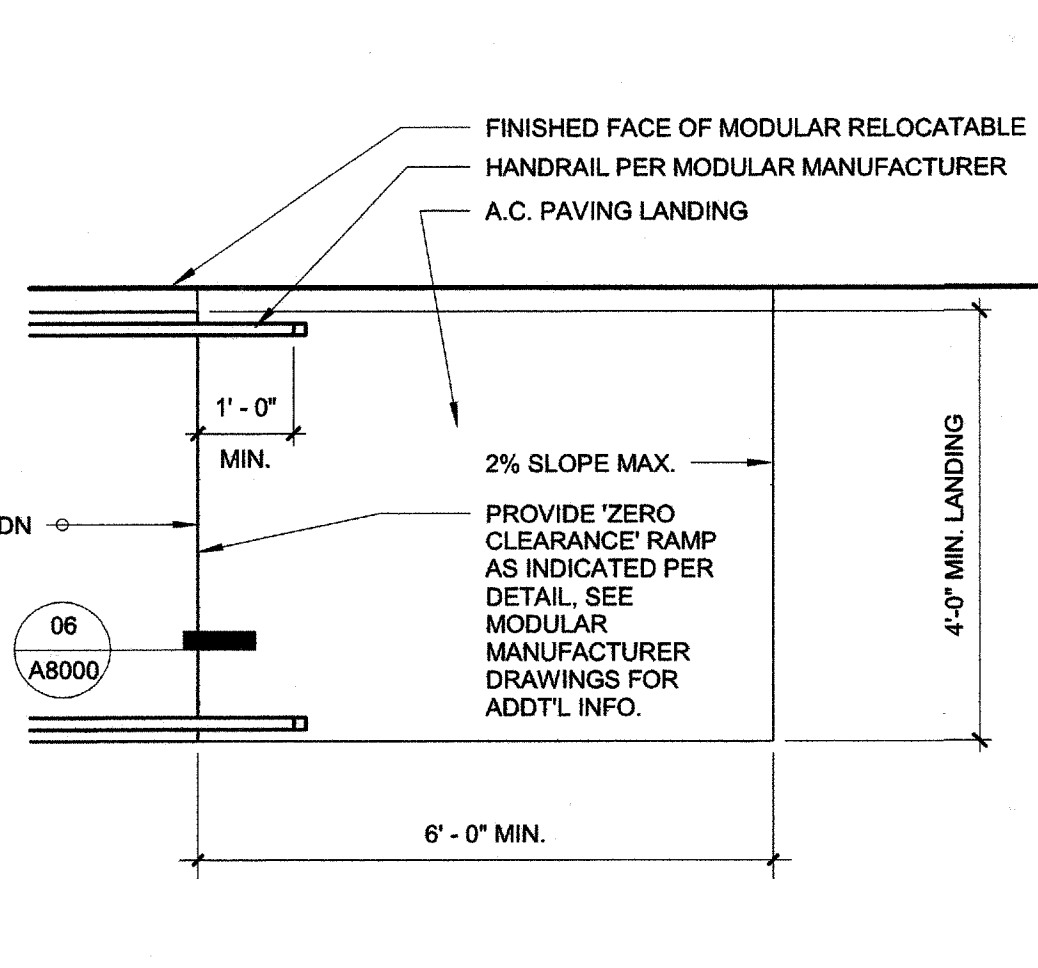 FINISHED FACE OF MODULAR RELOCATABLE
HANDRAIL PER MODULAR MANUFACTURER
A.C. PAVING LANDING
1' - 0"
MIN.
2% SLOPE MAX.
DN
PROVIDE 'ZERO
CLEARANCE' RAMP
AS INDICATED PER
DETAIL, SEE
MODULAR
MANUFACTURER
DRAWINGS FOR
ADDT'L INFO.
4'-0" MIN. LANDING
06
A8000
6' - 0" MIN.